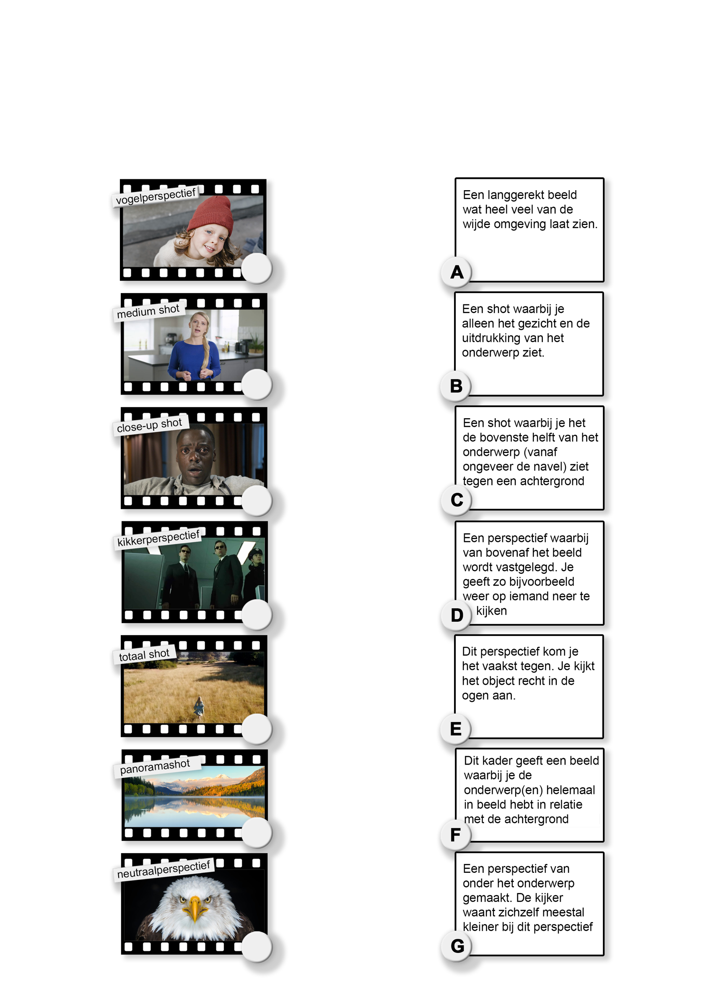 vogelperspectief
medium shot
close-up shot
kikkerperspectief
totaal shot
panoramashot
neutraalperspectief
Een langgerekt beeld
wat heel veel van de
wijde omgeving laat zien.
A
Een shot waarbij je
alleen het gezicht en de
uitdrukking van het
onderwerp ziet.
B
Een shot waarbij je het
de bovenste helft van het
onderwerp (vanaf
ongeveer de navel) ziet
tegen een achtergrond
C
Een perspectief waarbij
van bovenaf het beeld
wordt vastgelegd. Je
geeft zo bijvoorbeeld
weer op iemand neer te
kijken
D
Dit perspectief kom je
het vaakst tegen. Je kijkt
het object recht in de
ogen aan.
E
Dit kader geeft een beeld
waarbij je de
onderwerp(en) helemaal
in beeld hebt in relatie
met de achtergrond
F
Een perspectief van
onder het onderwerp
gemaakt. De kijker
waant zichzelf meestal
kleiner bij dit perspectief
G